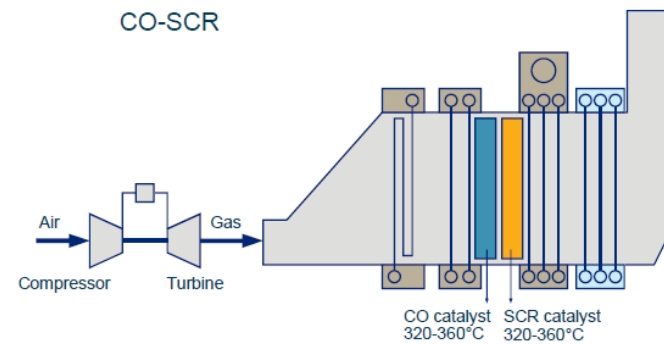 CO-SCR
Air
Gas
Compressor
Turbine
CO catalyst
320-360°C
SCR catalyst
320-360°C